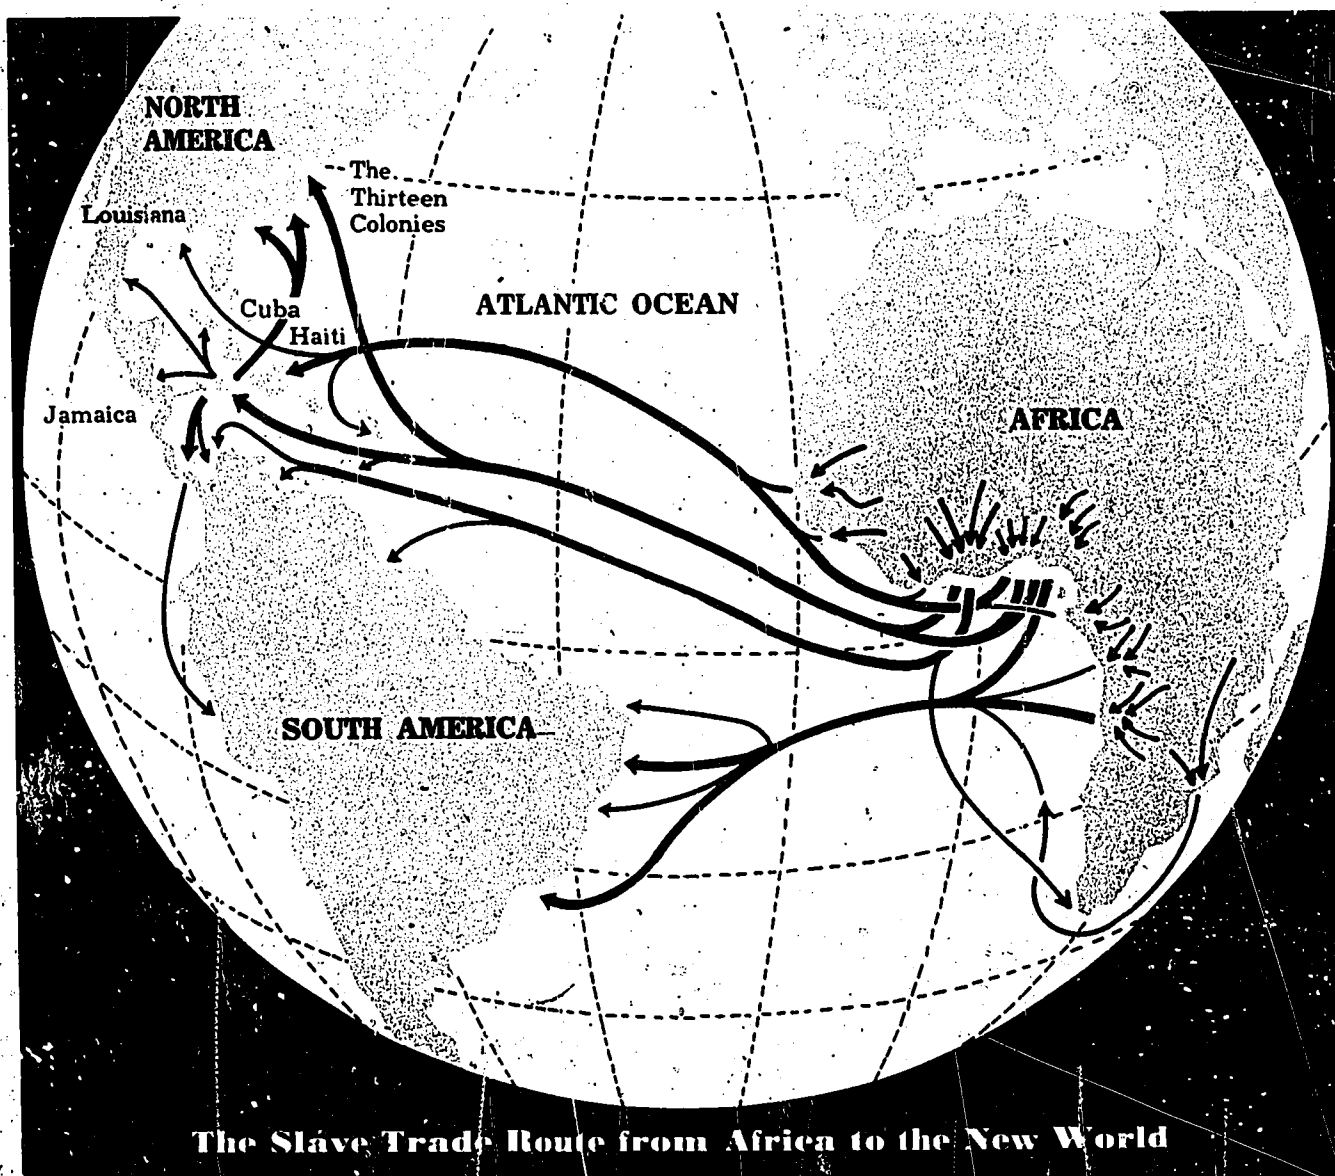 NORTH
AMERICA
The
Thirteen
Colonies
Louisiana
Cuba
Haiti
ATLANTIC OCEAN
Jamaica
AFRICA
SOUTH AMERICA
The Slave Trade Route from Africa to the New World